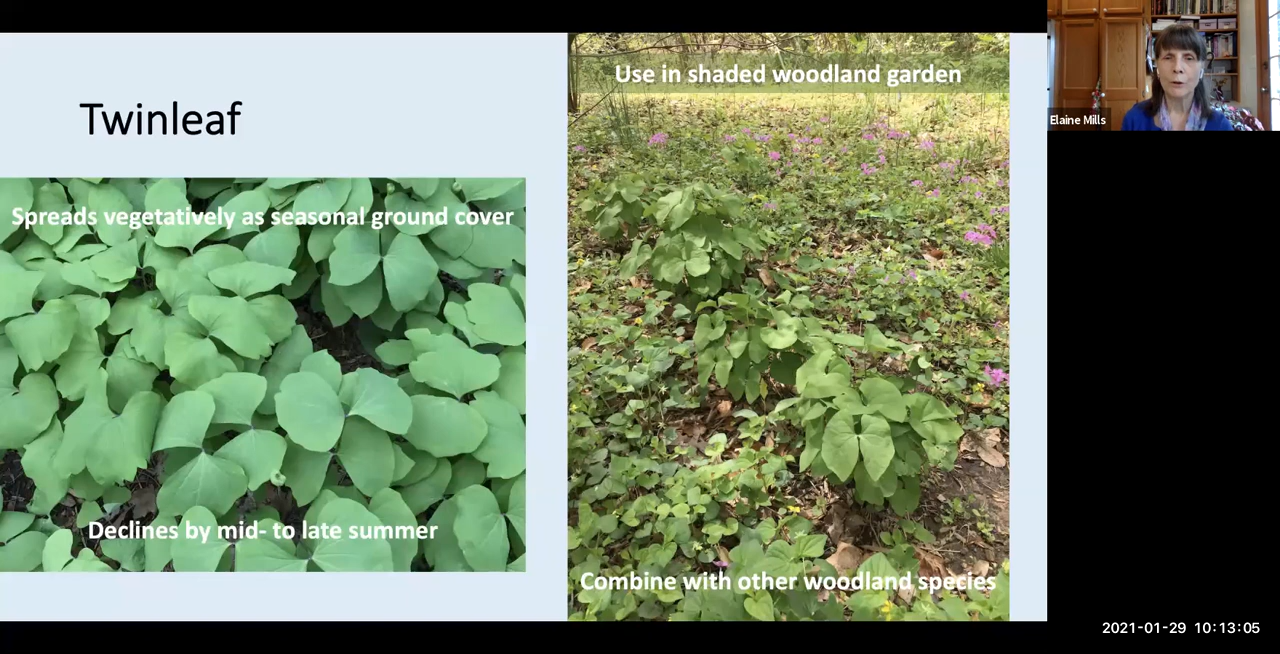 Twinleaf
Spreads vegetatively as seasonal ground cover
Declines by mid- to late summer
Use in shaded woodland garden
Combine with other woodland species
Elaine Mills
2021-01-29 10:13:05